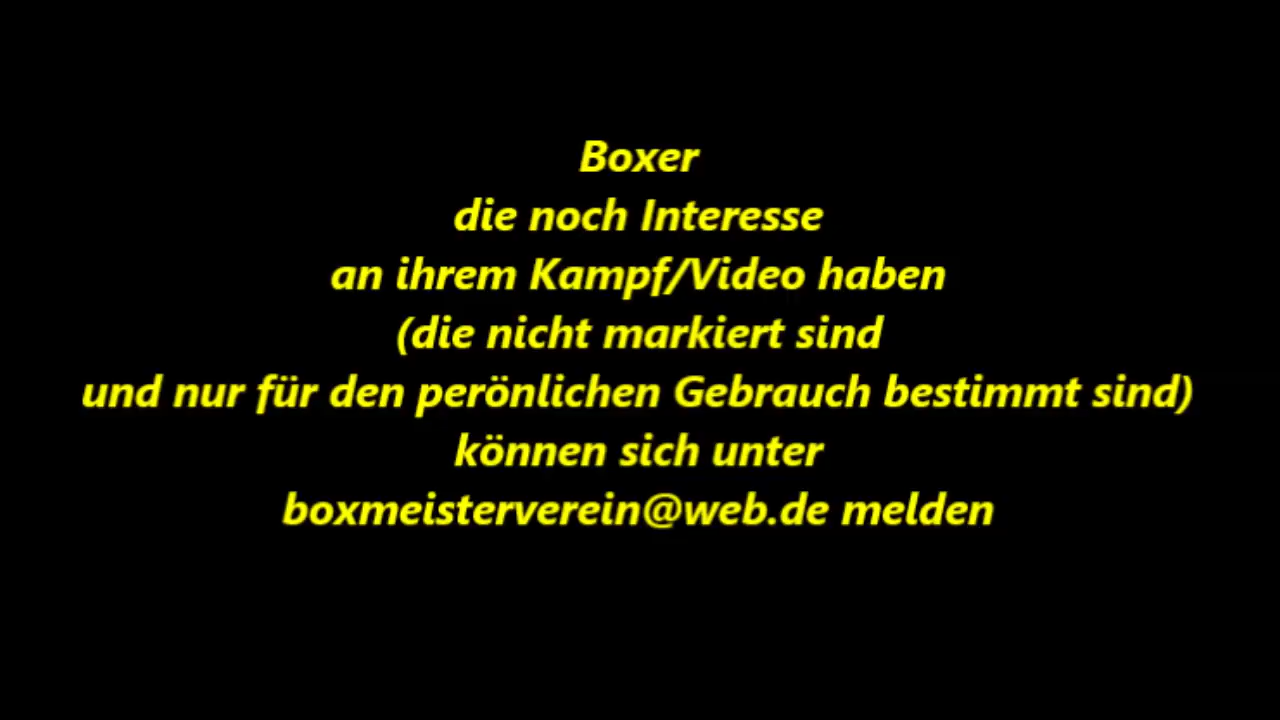 Boxer
die noch Interesse
an ihrem Kampf/Video haben
(die nicht markiert sind
und nur für den perönlichen Gebrauch bestimmt sind)
können sich unter
boxmeisterverein@web.de melden